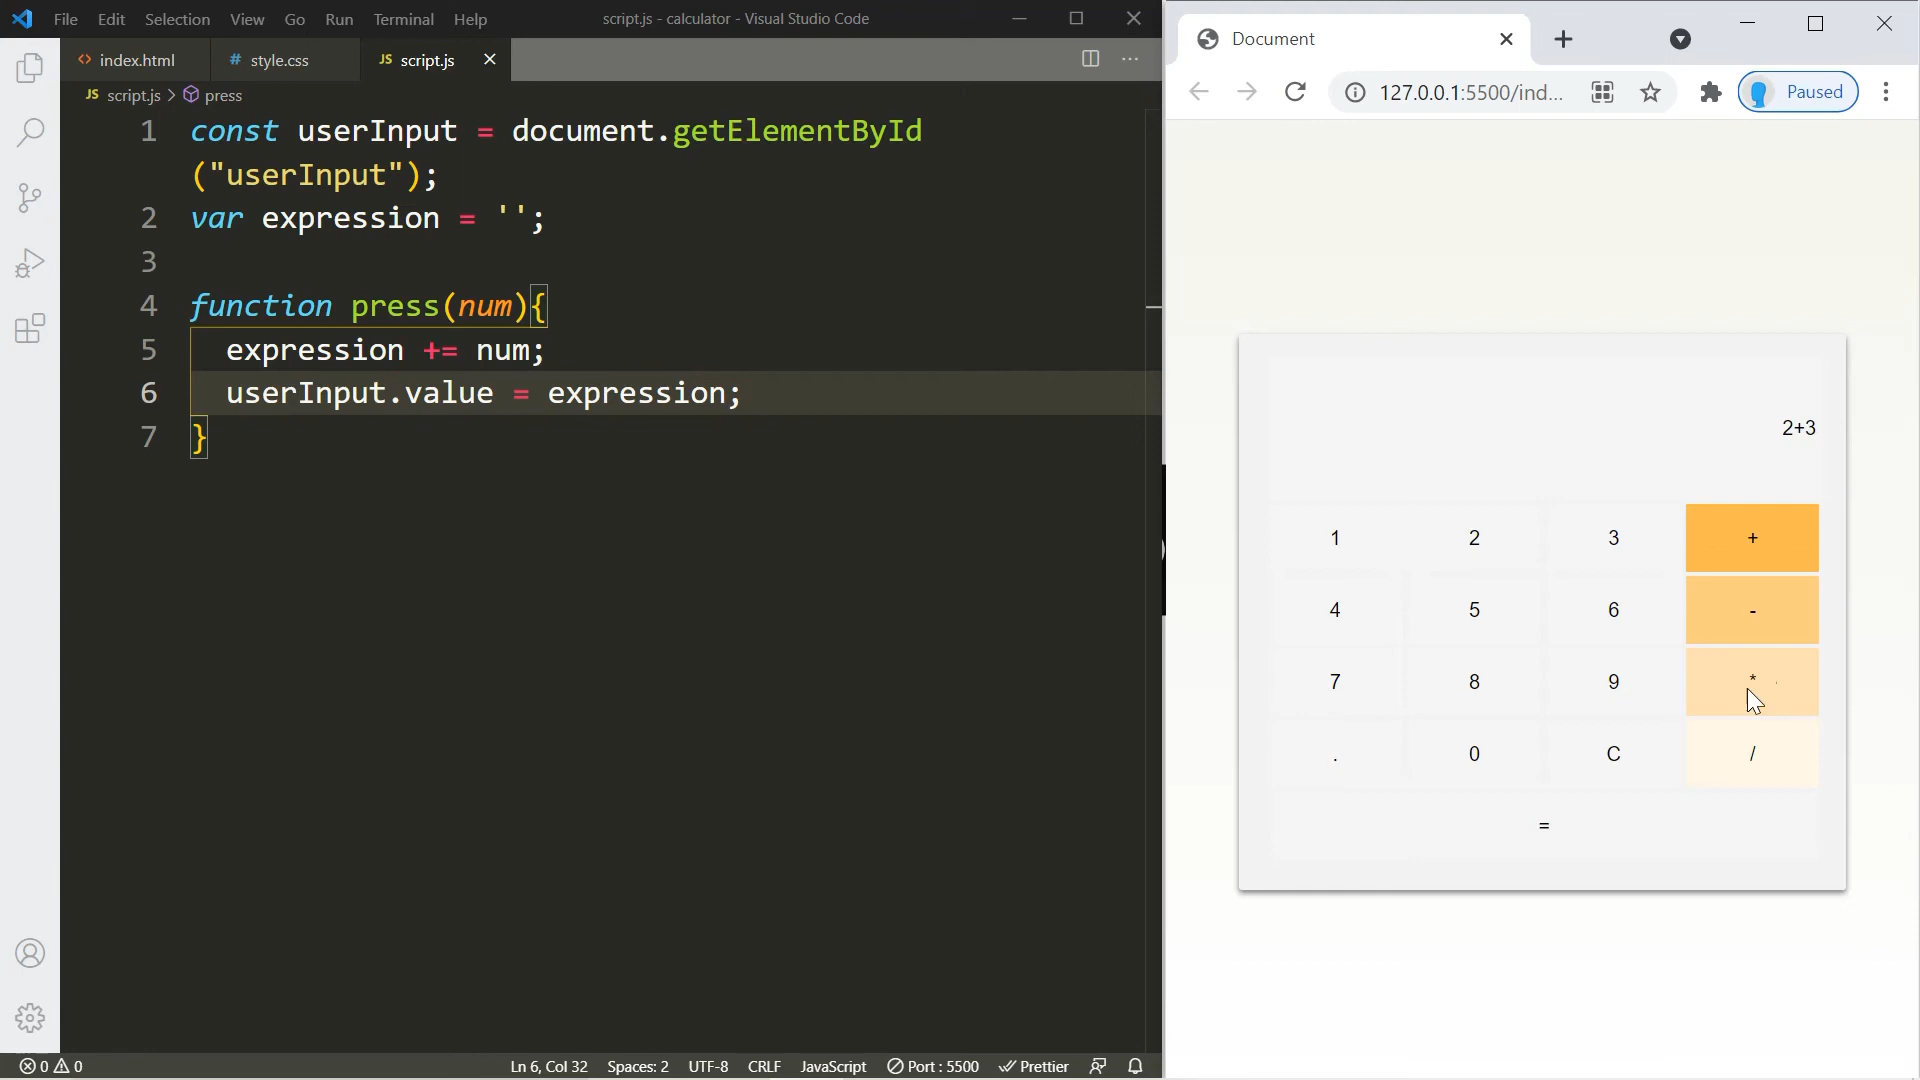 File Edit Selection View Go Run Terminal Help script.js - calculator - Visual Studio Code
index.html # style.css JS script.js
JS script.js > press
1 const userInput = document.getElementById
("userInput");
2 var expression = '';
3
4 function press(num){
5 expression += num;
6 userInput.value = expression;
7 }
0 0 Ln 6, Col 32 Spaces: 2 UTF-8 CRLF JavaScript Port : 5500 Prettier
Document
127.0.0.1:5500/ind... Paused
2+3
1 2 3 +
4 5 6 -
7 8 9 *
. 0 C /
=